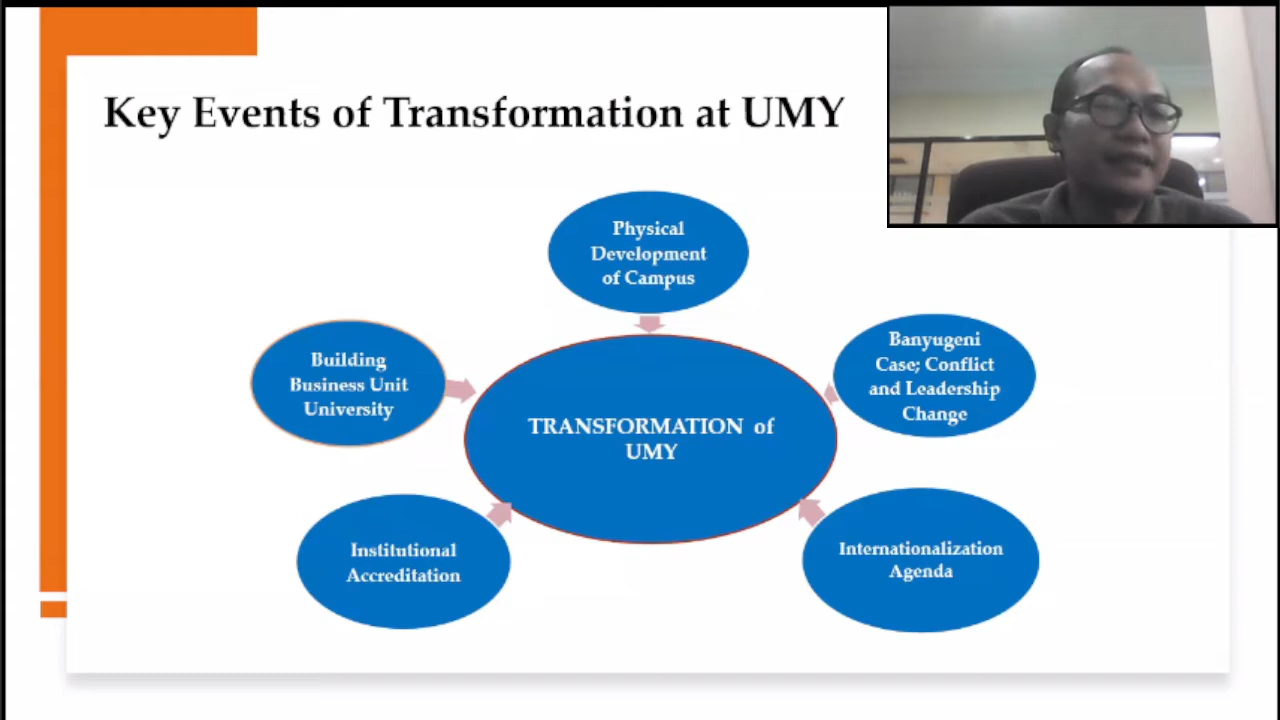 Key Events of Transformation at UMY
Physical
Development
of Campus
Building
Business Unit
University
Banyugeni
Case; Conflict
and Leadership
Change
TRANSFORMATION of
UMY
Institutional
Accreditation
Internationalization
Agenda